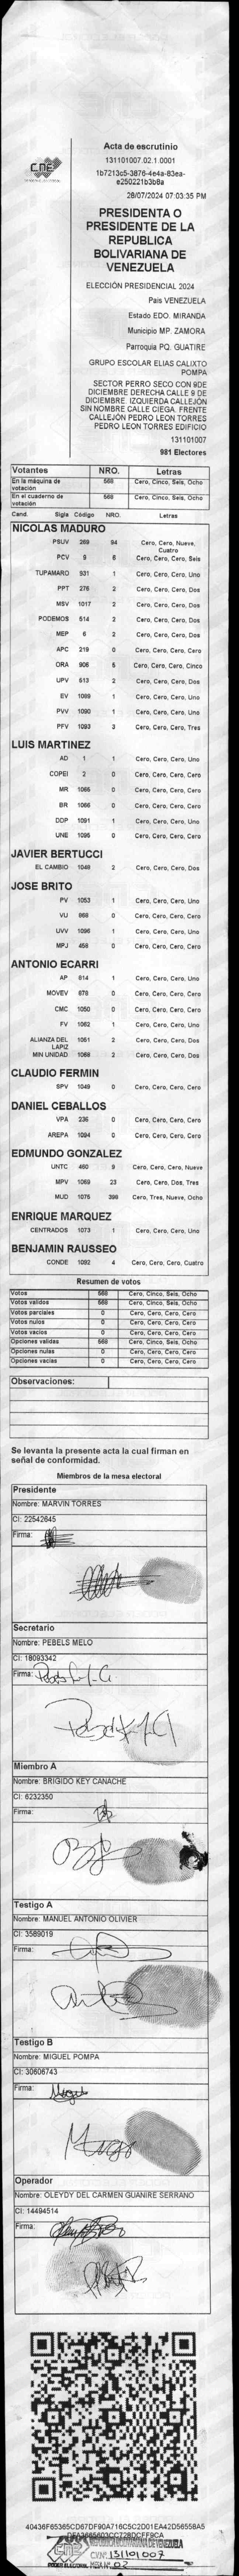 CNE
Acta de escrutinio
131101007.02.1.0001
1b7213c5-3876-4e4a-83ea-
e250221b3b8a
28/07/2024 07:03:35 PM
PRESIDENTA O
PRESIDENTE DE LA
REPUBLICA
BOLIVARIANA DE
VENEZUELA
ELECCIÓN PRESIDENCIAL 2024
Pais VENEZUELA
Estado EDO. MIRANDA
Municipio MP. ZAMORA
Parroquia PQ. GUATIRE
GRUPO ESCOLAR ELIAS CALIXTO
POMPA
SECTOR PERRO SECO CON 9DE
DICIEMBRE DERECHA CALLE 9 DE
DICIEMBRE. IZQUIERDA CALLEJÓN
SIN NOMBRE CALLE CIEGA. FRENTE
CALLEJÓN PEDRO LEON TORRES
PEDRO LEON TORRES EDIFICIO
131101007
981 Electores
Votantes NRO. Letras
En la máquina de votación 568 Cero, Cinco, Seis, Ocho
En el cuaderno de votación 568 Cero, Cinco, Seis, Ocho
Cand. Sigla Código NRO. Letras
NICOLAS MADURO
PSUV 289 94 Cero, Cero, Nueve, Cuatro
PCV 9 6 Cero, Cero, Cero, Seis
TUPAMARO 931 1 Cero, Cero, Cero, Uno
PPT 276 2 Cero, Cero, Cero, Dos
MSV 1017 2 Cero, Cero, Cero, Dos
PODEMOS 514 2 Cero, Cero, Cero, Dos
MEP 6 2 Cero, Cero, Cero, Dos
APC 219 0 Cero, Cero, Cero, Cero
ORA 906 5 Cero, Cero, Cero, Cinco
UPV 513 2 Cero, Cero, Cero, Dos
EV 1089 1 Cero, Cero, Cero, Uno
PVV 1090 1 Cero, Cero, Cero, Uno
PFV 1093 3 Cero, Cero, Cero, Tres
LUIS MARTINEZ
AD 1 1 Cero, Cero, Cero, Uno
COPEI 2 0 Cero, Cero, Cero, Cero
MR 1065 0 Cero, Cero, Cero, Cero
BR 1066 0 Cero, Cero, Cero, Cero
DDP 1091 1 Cero, Cero, Cero, Uno
UNE 1095 0 Cero, Cero, Cero, Cero
JAVIER BERTUCCI
EL CAMBIO 1048 2 Cero, Cero, Cero, Dos
JOSE BRITO
PV 1053 1 Cero, Cero, Cero, Uno
VU 868 0 Cero, Cero, Cero, Cero
UVV 1096 1 Cero, Cero, Cero, Uno
MPJ 458 0 Cero, Cero, Cero, Cero
ANTONIO ECARRI
AP 814 1 Cero, Cero, Cero, Uno
MOVEV 878 0 Cero, Cero, Cero, Cero
CMC 1050 0 Cero, Cero, Cero, Cero
FV 1062 1 Cero, Cero, Cero, Uno
ALIANZA DEL LAPIZ 1051 2 Cero, Cero, Cero, Dos
MIN UNIDAD 1068 2 Cero, Cero, Cero, Dos
CLAUDIO FERMIN
SPV 1049 0 Cero, Cero, Cero, Cero
DANIEL CEBALLOS
VPA 236 0 Cero, Cero, Cero, Cero
AREPA 1094 0 Cero, Cero, Cero, Cero
EDMUNDO GONZALEZ
UNTC 460 9 Cero, Cero, Cero, Nueve
MPV 1069 23 Cero, Cero, Dos, Tres
MUD 1075 398 Cero, Tres, Nueve, Ocho
ENRIQUE MARQUEZ
CENTRADOS 1073 1 Cero, Cero, Cero, Uno
BENJAMIN RAUSSEO
CONDE 1092 4 Cero, Cero, Cero, Cuatro
Resumen de votos
Votos 568 Cero, Cinco, Seis, Ocho
Votos validos 568 Cero, Cinco, Seis, Ocho
Votos parciales 0 Cero, Cero, Cero, Cero
Votos nulos 0 Cero, Cero, Cero, Cero
Votos vacios 0 Cero, Cero, Cero, Cero
Opciones validas 568 Cero, Cinco, Seis, Ocho
Opciones nulas 0 Cero, Cero, Cero, Cero
Opciones vacias 0 Cero, Cero, Cero, Cero
Observaciones:
Se levanta la presente acta la cual firman en
señal de conformidad.
Miembros de la mesa electoral
Presidente
Nombre: MARVIN TORRES
CI: 22542645
Firma:
Secretario
Nombre: PEBELS MELO
CI: 18093342
Firma:
Miembro A
Nombre: BRIGIDO KEY CANACHE
CI: 6232350
Firma:
Testigo A
Nombre: MANUEL ANTONIO OLIVIER
CI: 3589019
Firma:
Testigo B
Nombre: MIGUEL POMPA
CI: 30606743
Firma:
Operador
Nombre: OLEYDY DEL CARMEN GUANIRE SERRANO
CI: 14494514
Firma:
40436F65365CD67DF90A716C5C2D01EA42D5655BA5
CNE
PODER ELECTORAL
131101007
MESA Nº 02